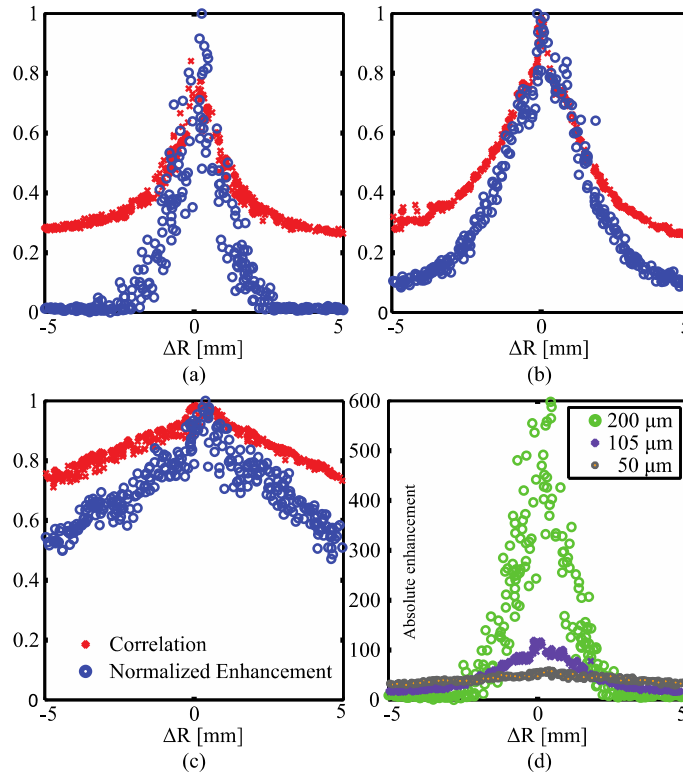 1
0.8
0.6
0.4
0.2
0
-5
0
5
ΔR [mm]
(a)
1
0.8
0.6
0.4
0.2
0
-5
0
5
ΔR [mm]
(b)
1
0.8
0.6
0.4
0.2
0
-5
0
5
Correlation
Normalized Enhancement
ΔR [mm]
(c)
600
500
400
300
200
100
0
-5
0
5
Absolute enhancement
200 μm
105 μm
50 μm
ΔR [mm]
(d)